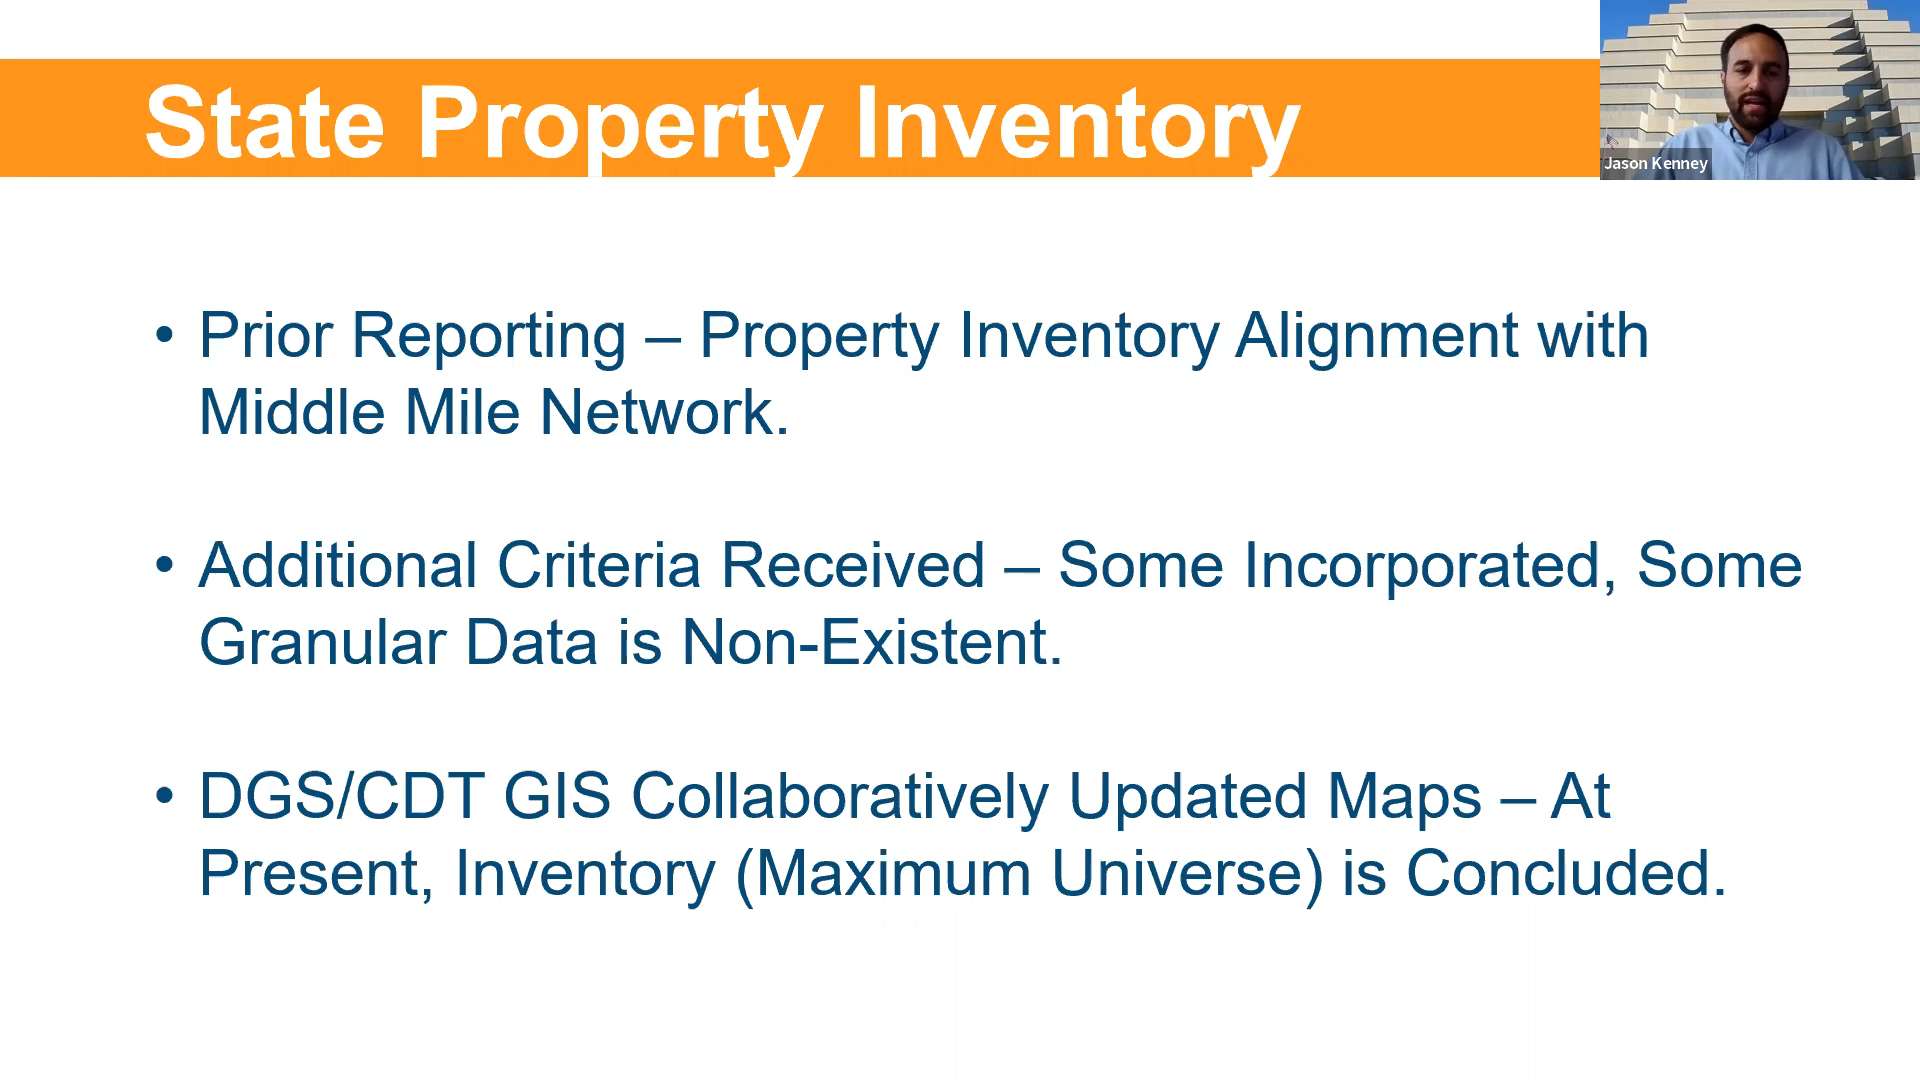 State Property Inventory
Jason Kenney
• Prior Reporting – Property Inventory Alignment with
Middle Mile Network.
• Additional Criteria Received – Some Incorporated, Some
Granular Data is Non-Existent.
• DGS/CDT GIS Collaboratively Updated Maps – At
Present, Inventory (Maximum Universe) is Concluded.